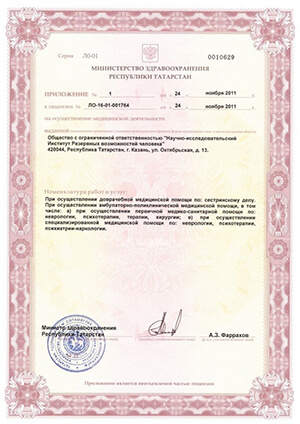 Серия ЛО-01
0010629
МИНИСТЕРСТВО ЗДРАВООХРАНЕНИЯ
РЕСПУБЛИКИ ТАТАРСТАН
ПРИЛОЖЕНИЕ № 1 от « 24 » ноября 2011
к лицензии № ЛО-16-01-001764 от « 24 » ноября 2011
на осуществление медицинской деятельности
выданной
Общество с ограниченной ответственностью "Научно-исследовательский
Институт Резервных возможностей человека"
420044, Республика Татарстан, г. Казань, ул. Октябрьская, д. 13.
Номенклатура работ и услуг:
При осуществлении доврачебной медицинской помощи по: сестринскому делу.
При осуществлении амбулаторно-поликлинической медицинской помощи, в том
числе: а) при осуществлении первичной медико-санитарной помощи по:
неврологии, психотерапии, терапии, хирургии; в) при осуществлении
специализированной медицинской помощи по: неврологии, психотерапии,
психиатрии-наркологии.
Министр здравоохранения
Республики Татарстан
А.З. Фаррахов
Приложение является неотъемлемой частью лицензии